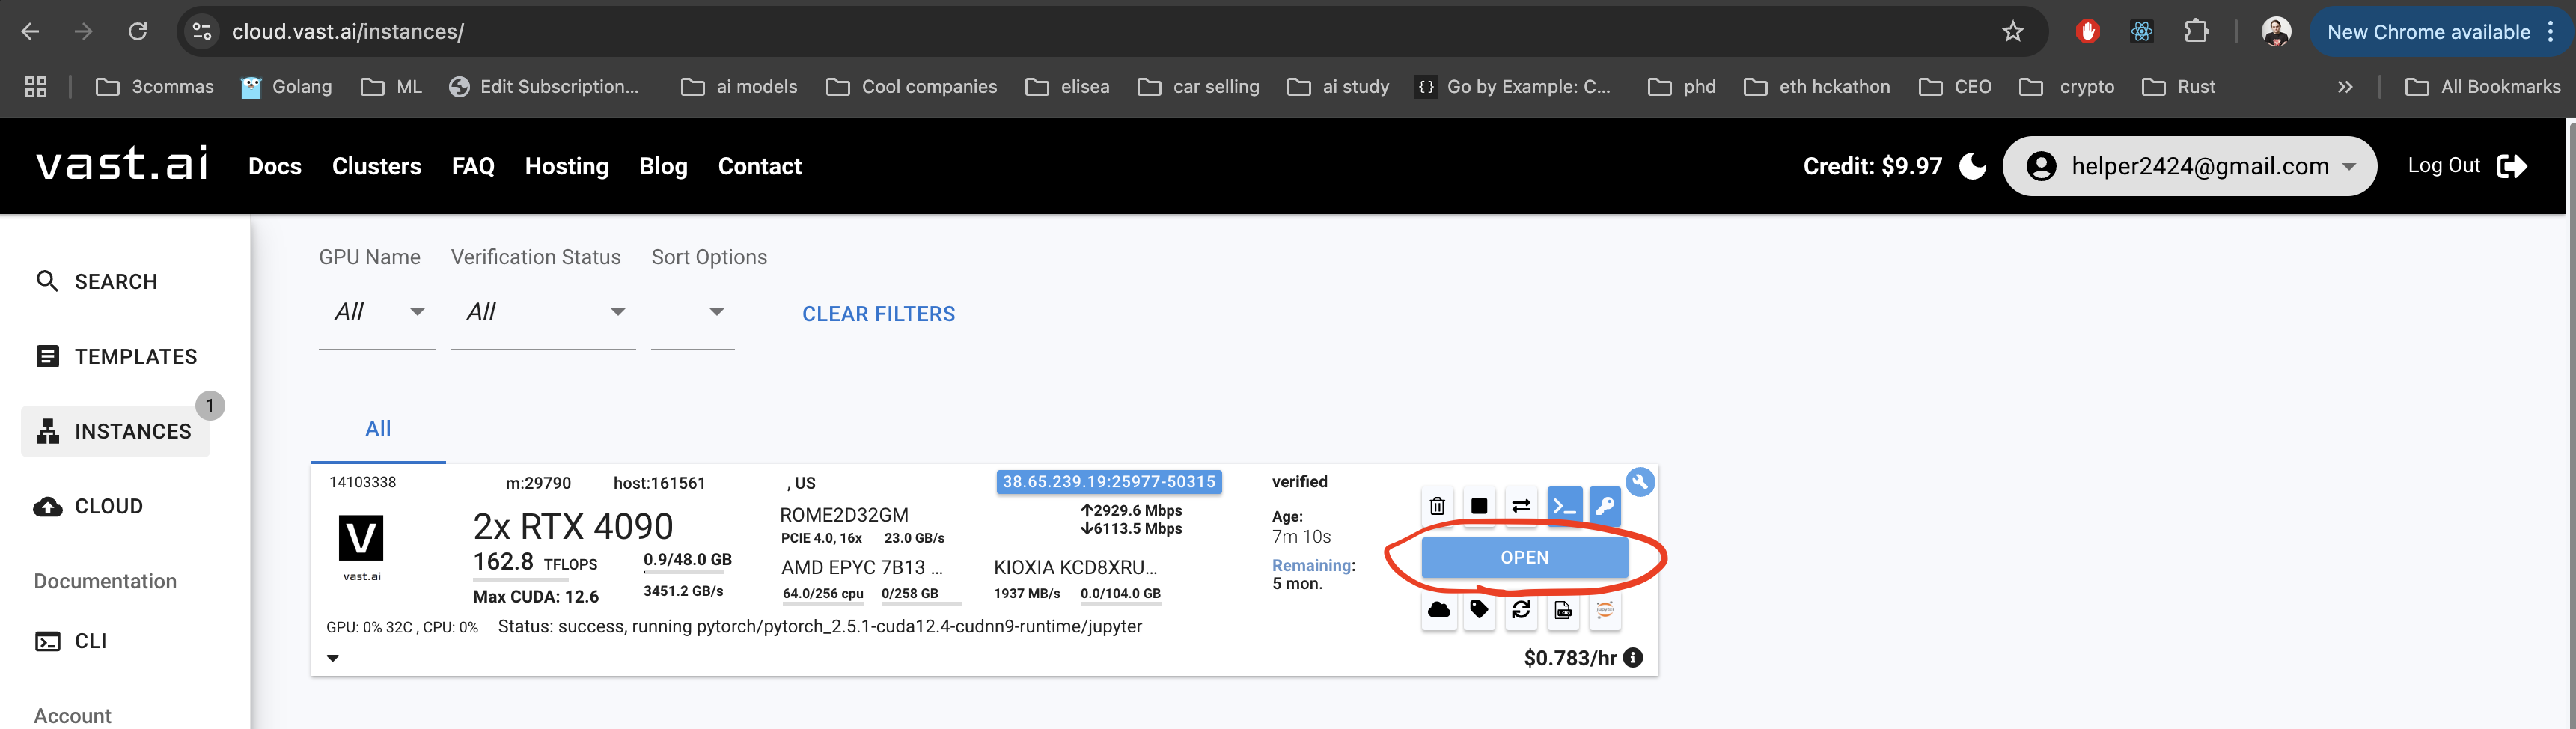 cloud.vast.ai/instances/
New Chrome available
3commas
Golang
ML
Edit Subscription...
ai models
Cool companies
elisea
car selling
ai study
{} Go by Example: C...
phd
eth hckathon
CEO
crypto
Rust
All Bookmarks
vast.ai
Docs
Clusters
FAQ
Hosting
Blog
Contact
Credit: $9.97
helper2424@gmail.com
Log Out
SEARCH
TEMPLATES
INSTANCES
1
CLOUD
Documentation
CLI
Account
GPU Name
Verification Status
Sort Options
All
All
CLEAR FILTERS
All
14103338
m:29790
host:161561
, US
38.65.239.19:25977-50315
verified
V
vast.ai
2x RTX 4090
162.8 TFLOPS
0.9/48.0 GB
Max CUDA: 12.6
3451.2 GB/s
ROME2D32GM
PCIE 4.0, 16x 23.0 GB/s
↑2929.6 Mbps
↓6113.5 Mbps
AMD EPYC 7B13 ...
64.0/256 cpu 0/258 GB
KIOXIA KCD8XRU...
1937 MB/s 0.0/104.0 GB
Age:
7m 10s
Remaining:
5 mon.
OPEN
LOG
jupyter
GPU: 0% 32C , CPU: 0%
Status: success, running pytorch/pytorch_2.5.1-cuda12.4-cudnn9-runtime/jupyter
$0.783/hr